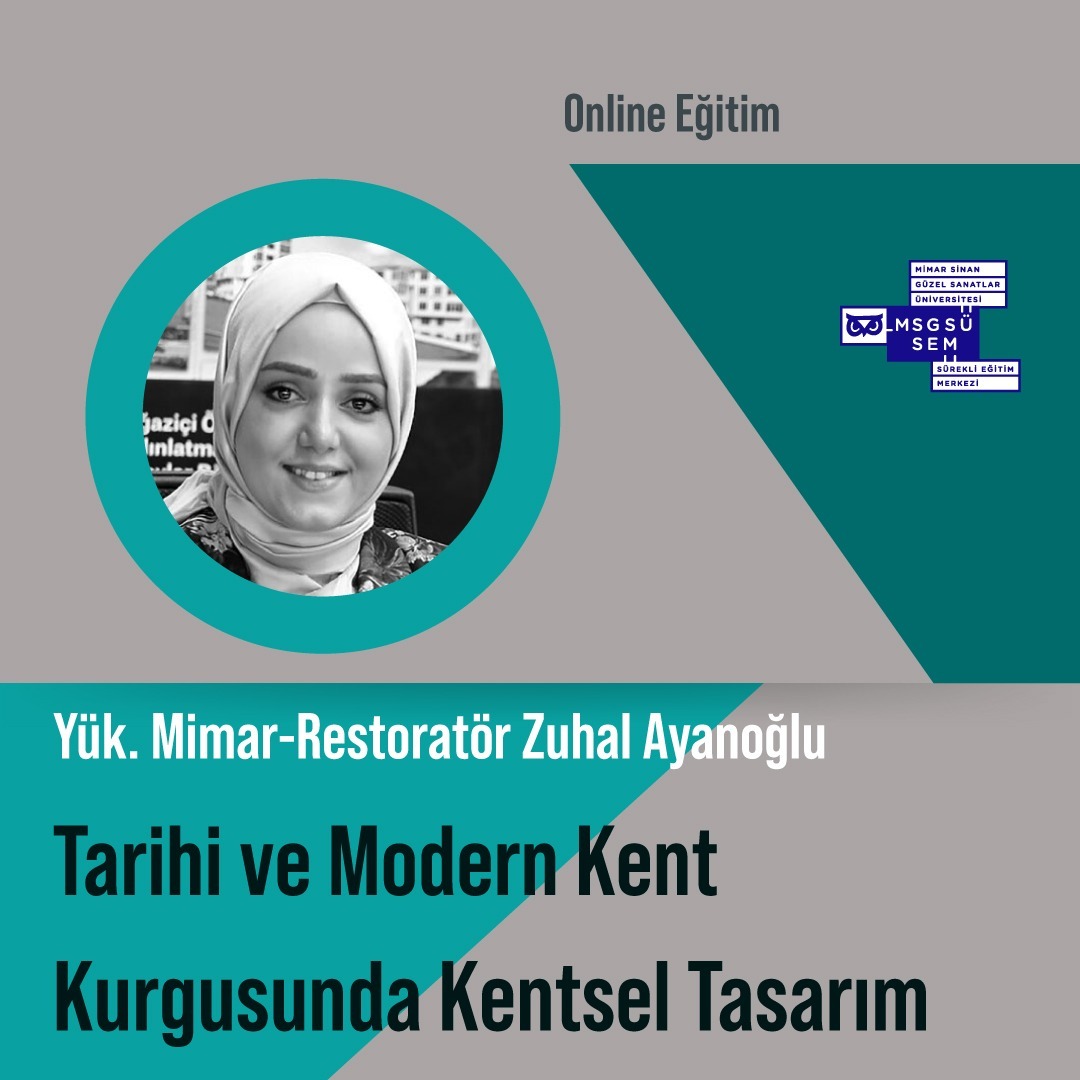 Online Eğitim
MİMAR SİNAN
GÜZEL SANATLAR
ÜNİVERSİTESİ
MSGSÜ
SEM
SÜREKLİ EĞİTİM
MERKEZİ
Yük. Mimar-Restoratör Zuhal Ayanoğlu
Tarihi ve Modern Kent
Kurgusunda Kentsel Tasarım